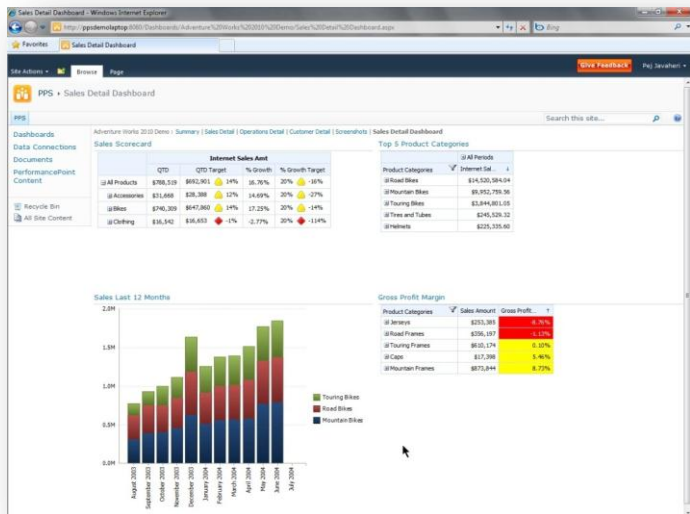 Sales Detail Dashboard - Windows Internet Explorer
http://ppsdemolaptop:8080/Dashboards/Adventure%20Works%202010%20Demo/Sales%20Detail%20Dashboard.aspx
Bing
Favorites Sales Detail Dashboard
Site Actions Browse Page Give Feedback Pej Javaheri
PPS Sales Detail Dashboard
PPS Search this site...
Dashboards
Data Connections
Documents
PerformancePoint Content
Recycle Bin
All Site Content
Adventure Works 2010 Demo : Summary | Sales Detail | Operations Detail | Customer Detail | Screenshots | Sales Detail Dashboard
Sales Scorecard
Internet Sales Amt
QTD QTD Target % Growth % Growth Target
All Products $788,519 $692,901 14% 16.76% 20% -16%
Accessories $31,668 $28,388 12% 14.69% 20% -27%
Bikes $740,309 $647,860 14% 17.25% 20% -14%
Clothing $16,542 $16,653 -1% -2.77% 20% -114%
Top 5 Product Categories
All Periods
Product Categories Internet Sal...
Road Bikes $14,520,584.04
Mountain Bikes $9,952,759.56
Touring Bikes $3,844,801.05
Tires and Tubes $245,529.32
Helmets $225,335.60
Sales Last 12 Months
2.0M
1.5M
1.0M
0.5M
0.0M
August 2003
September 2003
October 2003
November 2003
December 2003
January 2004
February 2004
March 2004
April 2004
May 2004
June 2004
July 2004
Touring Bikes
Road Bikes
Mountain Bikes
Gross Profit Margin
Product Categories Sales Amount Gross Profit...
Jerseys $253,385
Road Frames $356,197 -1.13%
Touring Frames $610,174 0.10%
Caps $17,398 5.46%
Mountain Frames $873,844 8.73%